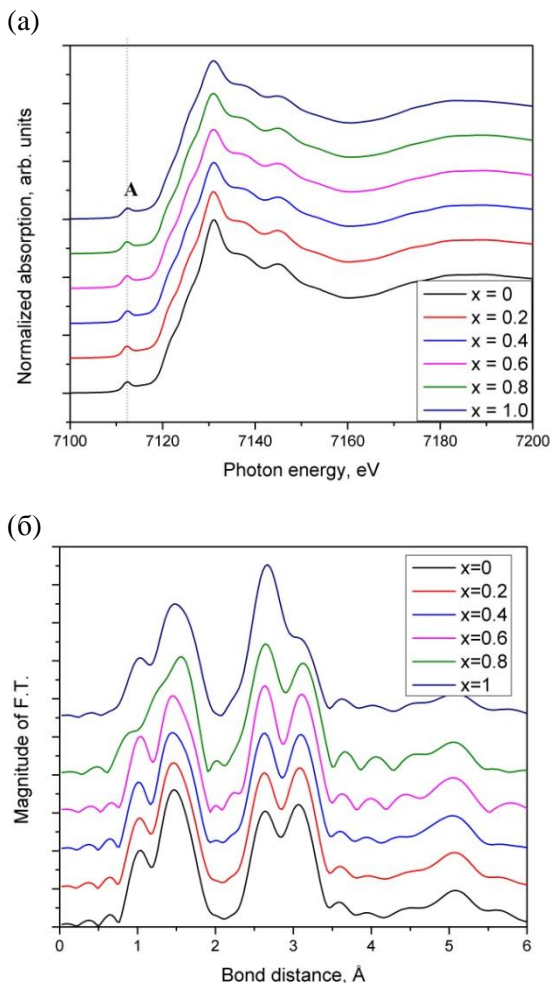 (а)
Normalized absorption, arb. units
A
x = 0
x = 0.2
x = 0.4
x = 0.6
x = 0.8
x = 1.0
7100 7120 7140 7160 7180 7200
Photon energy, eV
(б)
Magnitude of F.T.
x=0
x=0.2
x=0.4
x=0.6
x=0.8
x=1
0 1 2 3 4 5 6
Bond distance, Å